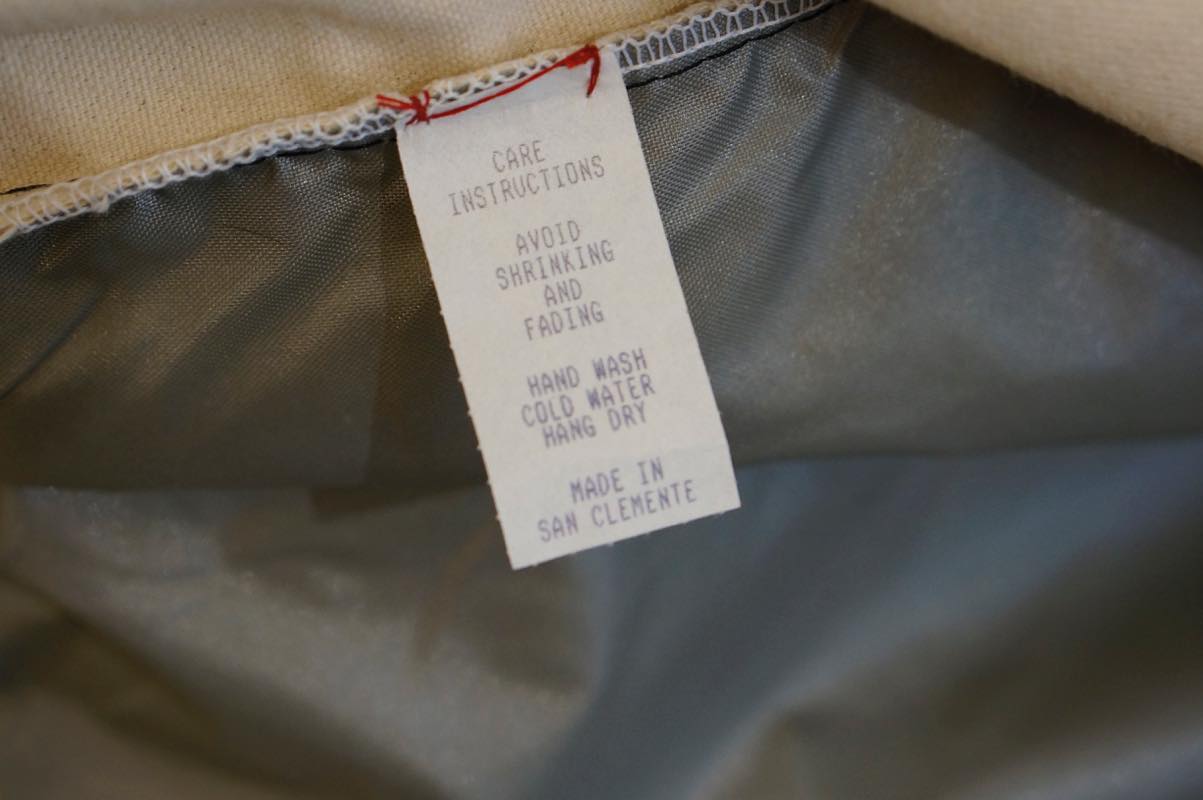 CARE
INSTRUCTIONS
AVOID
SHRINKING
AND
FADING
HAND WASH
COLD WATER
HANG DRY
MADE IN
SAN CLEMENTE